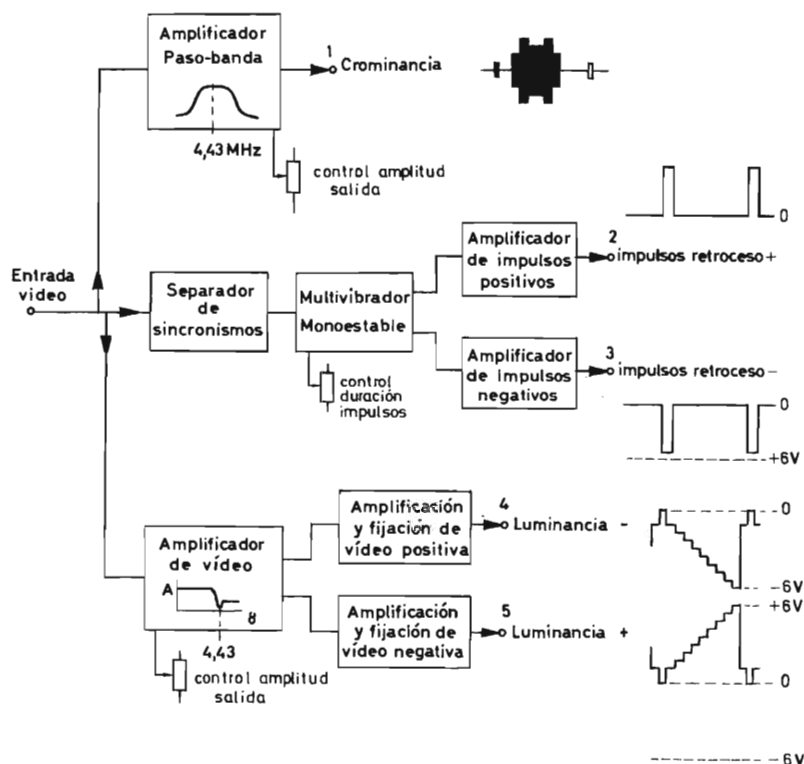 Amplificador
Paso-banda
4,43 MHz
1
Crominancia
control amplitud
salida
0
Entrada
video
Separador
de
sincronismos
Multivibrador
Monoestable
control
duración
impulsos
Amplificador
de impulsos
positivos
2
impulsos retroceso +
Amplificador
de Impulsos
negativos
3
impulsos retroceso -
0
+6V
Amplificador
de vídeo
A
4,43
control amplitud
salida
Amplificación
y fijación de
vídeo positiva
4
Luminancia -
0
-6V
Amplificación
y fijación de
vídeo negativa
5
Luminancia +
+6V
0
-6V